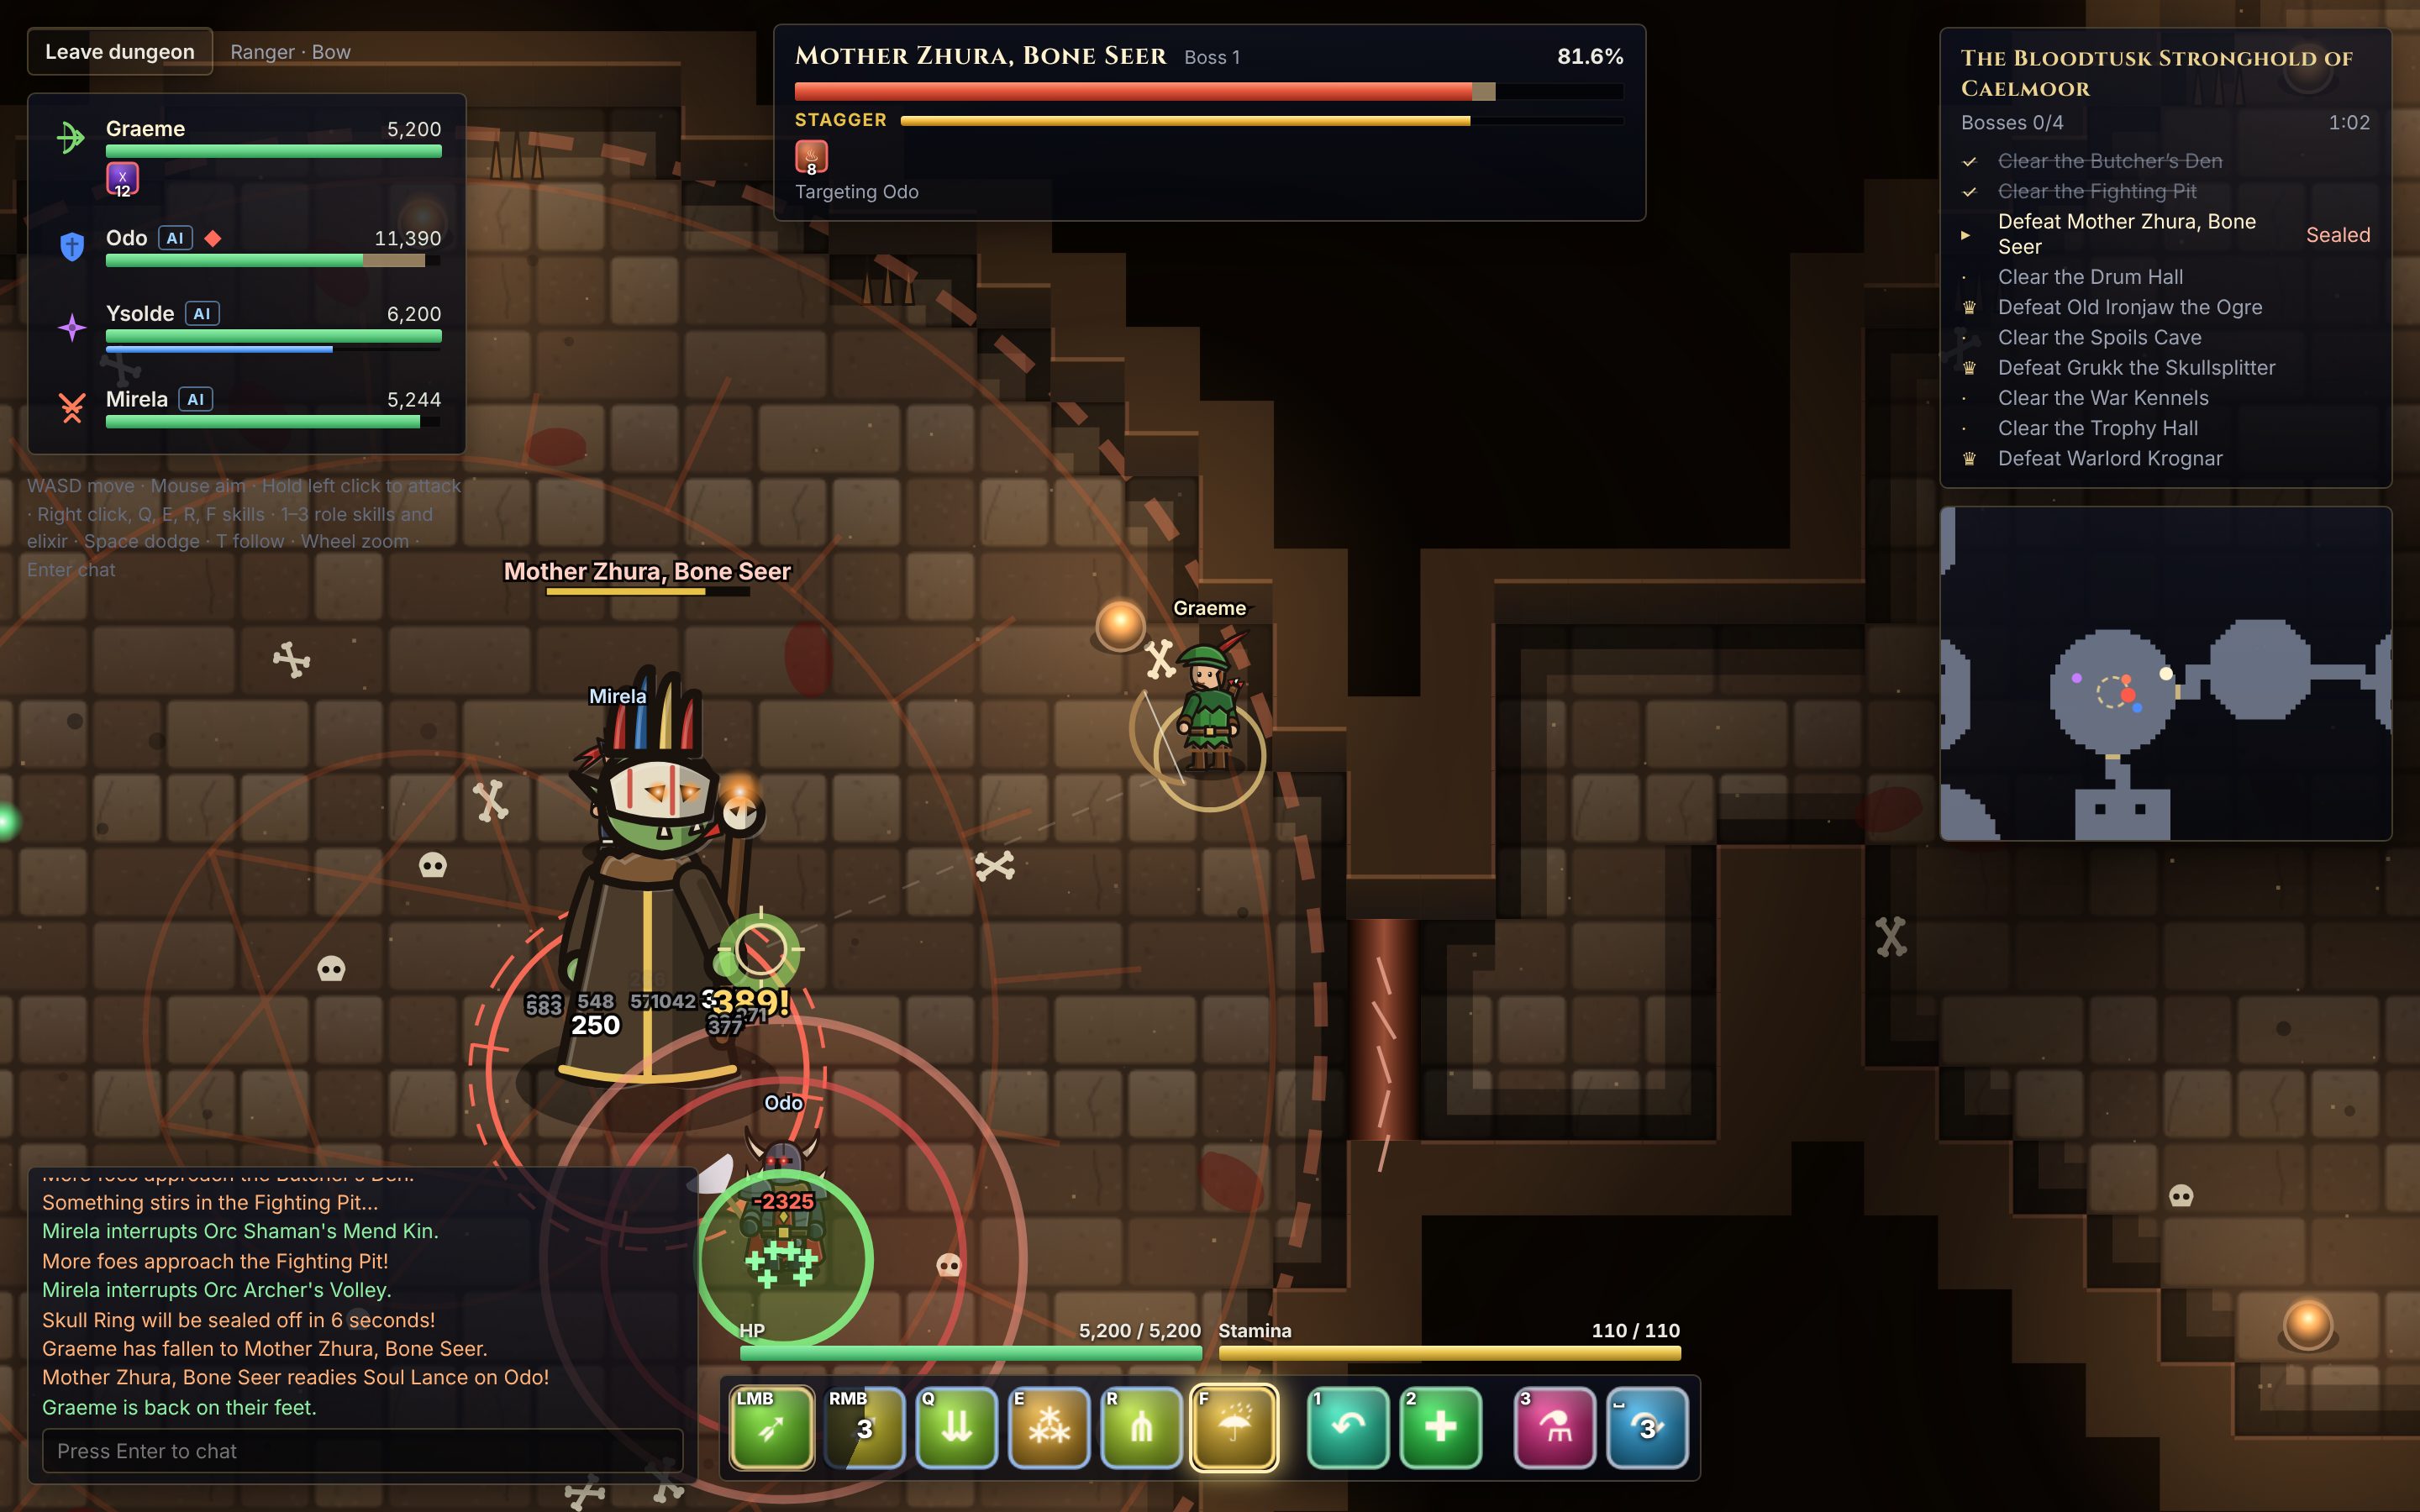 Leave dungeon
Ranger · Bow
Graeme 5,200
X
12
Odo AI 11,390
Ysolde AI 6,200
Mirela AI 5,244
WASD move · Mouse aim · Hold left click to attack
· Right click, Q, E, R, F skills · 1–3 role skills and
elixir · Space dodge · T follow · Wheel zoom ·
Enter chat
Mother Zhura, Bone Seer Boss 1 81.6%
STAGGER
8
Targeting Odo
The Bloodtusk Stronghold of
Caelmoor
Bosses 0/4 1:02
Clear the Butcher's Den
Clear the Fighting Pit
Defeat Mother Zhura, Bone
Seer
Sealed
Clear the Drum Hall
Defeat Old Ironjaw the Ogre
Clear the Spoils Cave
Defeat Grukk the Skullsplitter
Clear the War Kennels
Clear the Trophy Hall
Defeat Warlord Krognar
Mother Zhura, Bone Seer
Graeme
Mirela
583 548 389!
250 377
Odo
-2325
More foes approach the Butcher's Den.
Something stirs in the Fighting Pit...
Mirela interrupts Orc Shaman's Mend Kin.
More foes approach the Fighting Pit!
Mirela interrupts Orc Archer's Volley.
Skull Ring will be sealed off in 6 seconds!
Graeme has fallen to Mother Zhura, Bone Seer.
Mother Zhura, Bone Seer readies Soul Lance on Odo!
Graeme is back on their feet.
Press Enter to chat
HP 5,200 / 5,200 Stamina 110 / 110
LMB RMB Q E R F 1 2 3
3 3